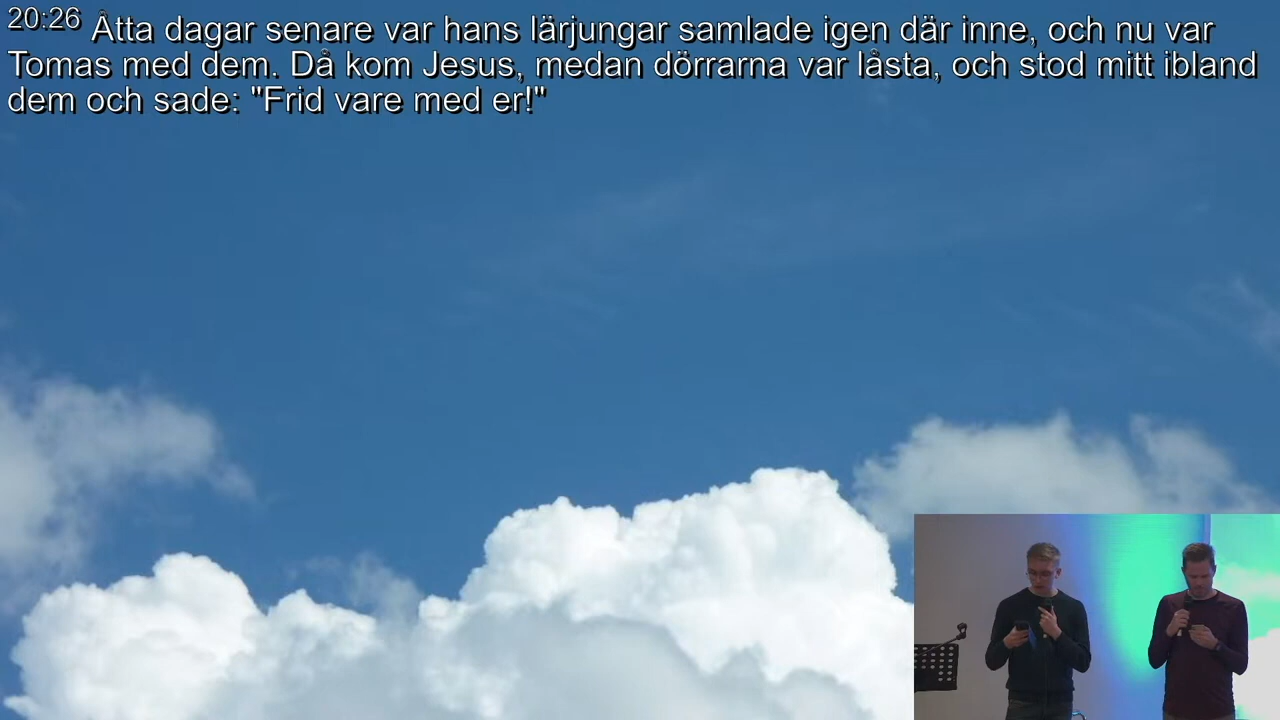 20:26 Åtta dagar senare var hans lärjungar samlade igen där inne, och nu var
Tomas med dem. Då kom Jesus, medan dörrarna var låsta, och stod mitt ibland
dem och sade: "Frid vare med er!"